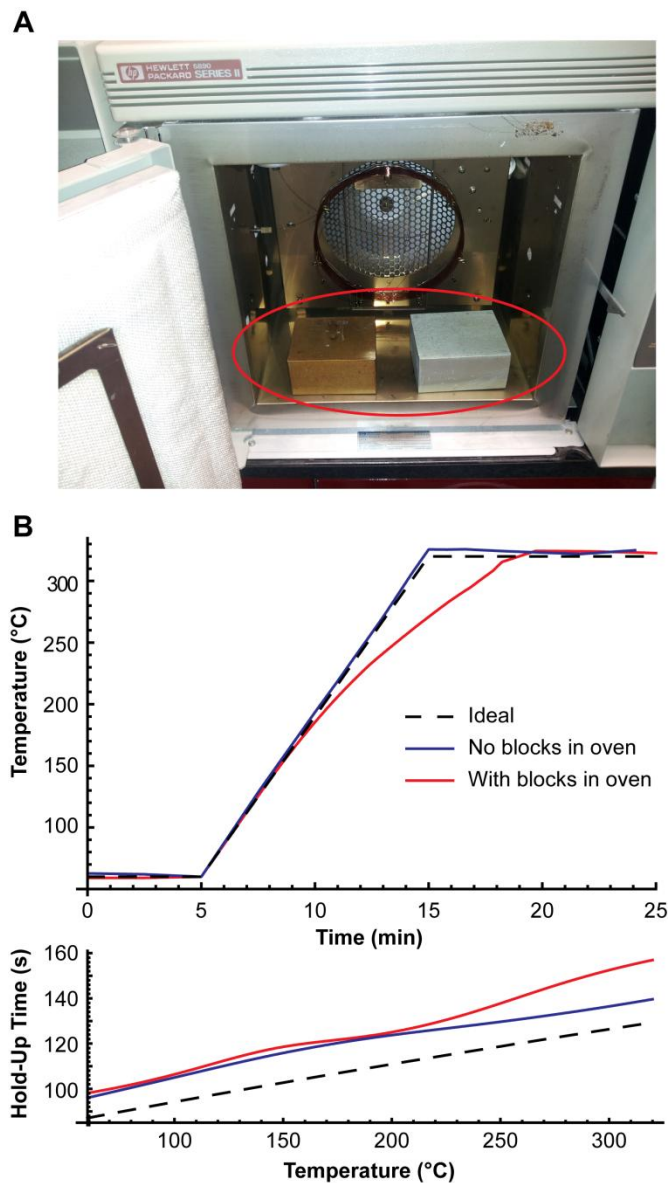 A
hp HEWLETT PACKARD 5890 SERIES II
B
Temperature (°C)
300
250
200
150
100
Ideal
No blocks in oven
With blocks in oven
0 5 10 15 20 25
Time (min)
Hold-Up Time (s)
160
140
120
100
100 150 200 250 300
Temperature (°C)